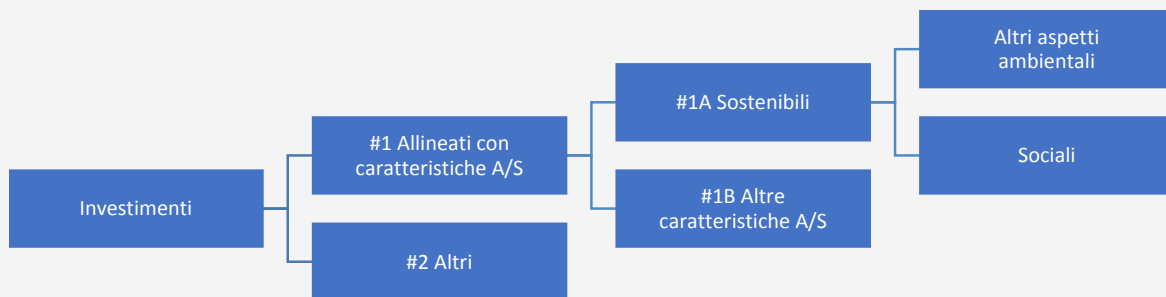 Investimenti
#1 Allineati con
caratteristiche A/S
#2 Altri
#1A Sostenibili
#1B Altre
caratteristiche A/S
Altri aspetti
ambientali
Sociali